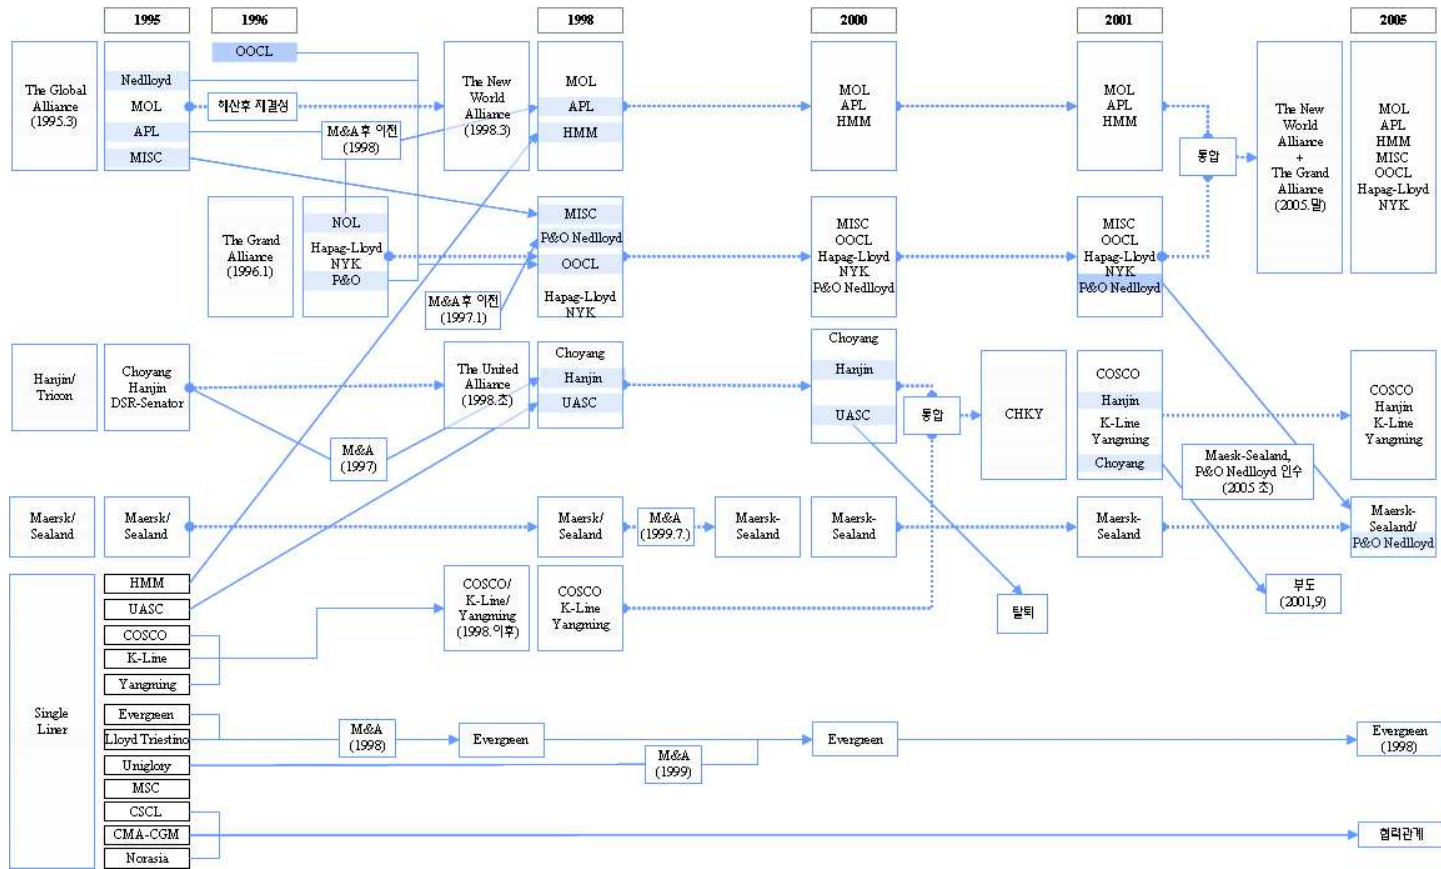 1995
1996
1998
2000
2001
2005
The Global
Alliance
(1995.3)
Nedlloyd
MOL
APL
MISC
OOCL
해산후 재결성
M&A후 이전
(1998)
The New
World
Alliance
(1998.3)
MOL
APL
HMM
MOL
APL
HMM
MOL
APL
HMM
통합
The New
World
Alliance
+
The Grand
Alliance
(2005.말)
MOL
APL
HMM
MISC
OOCL
Hapag-Lloyd
NYK
The Grand
Alliance
(1996.1)
NOL
Hapag-Lloyd
NYK
P&O
M&A후 이전
(1997.1)
MISC
P&O Nedlloyd
OOCL
Hapag-Lloyd
NYK
MISC
OOCL
Hapag-Lloyd
NYK
P&O Nedlloyd
MISC
OOCL
Hapag-Lloyd
NYK
P&O Nedlloyd
Hanjin/
Tricon
Choyang
Hanjin
DSR-Senator
M&A
(1997)
The United
Alliance
(1998.초)
Choyang
Hanjin
UASC
Choyang
Hanjin
UASC
통합
CHKY
COSCO
Hanjin
K-Line
Yangming
Choyang
Maesk-Sealand,
P&O Nedlloyd 인수
(2005 초)
COSCO
Hanjin
K-Line
Yangming
Maersk/
Sealand
Maersk/
Sealand
Maersk/
Sealand
M&A
(1999.7.)
Maersk-
Sealand
Maersk-
Sealand
Maersk-
Sealand
Maersk-
Sealand/
P&O Nedlloyd
Single
Liner
HMM
UASC
COSCO
K-Line
Yangming
Evergreen
Lloyd Triestino
Uniglory
MSC
CSCL
CMA-CGM
Norasia
COSCO/
K-Line/
Yangming
(1998.이후)
COSCO
K-Line
Yangming
탈퇴
부도
(2001,9)
M&A
(1998)
Evergreen
M&A
(1999)
Evergreen
Evergreen
(1998)
협력관계